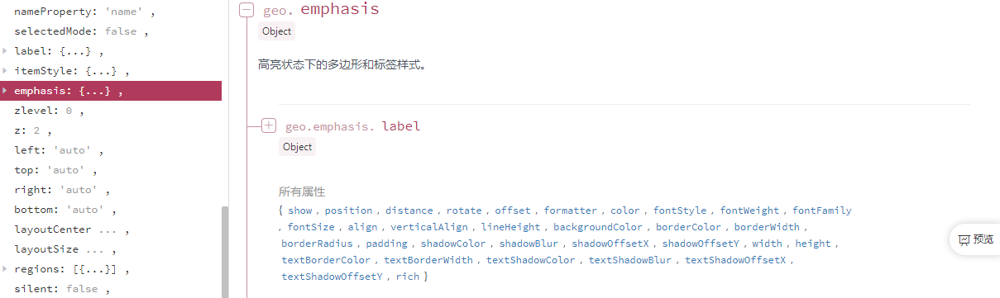 nameProperty: 'name' ,
selectedMode: false ,
label: {...} ,
itemStyle: {...} ,
emphasis: {...} ,
zlevel: 0 ,
z: 2 ,
left: 'auto' ,
top: 'auto' ,
right: 'auto' ,
bottom: 'auto' ,
layoutCenter ... ,
layoutSize ... ,
regions: [{...}] ,
silent: false ,
geo. emphasis
Object
高亮状态下的多边形和标签样式。
geo.emphasis. label
Object
所有属性
{ show , position , distance , rotate , offset , formatter , color , fontStyle , fontWeight , fontFamily
, fontSize , align , verticalAlign , lineHeight , backgroundColor , borderColor , borderWidth ,
borderRadius , padding , shadowColor , shadowBlur , shadowOffsetX , shadowOffsetY , width , height ,
textBorderColor , textBorderWidth , textShadowColor , textShadowBlur , textShadowOffsetX ,
textShadowOffsetY , rich }
预览